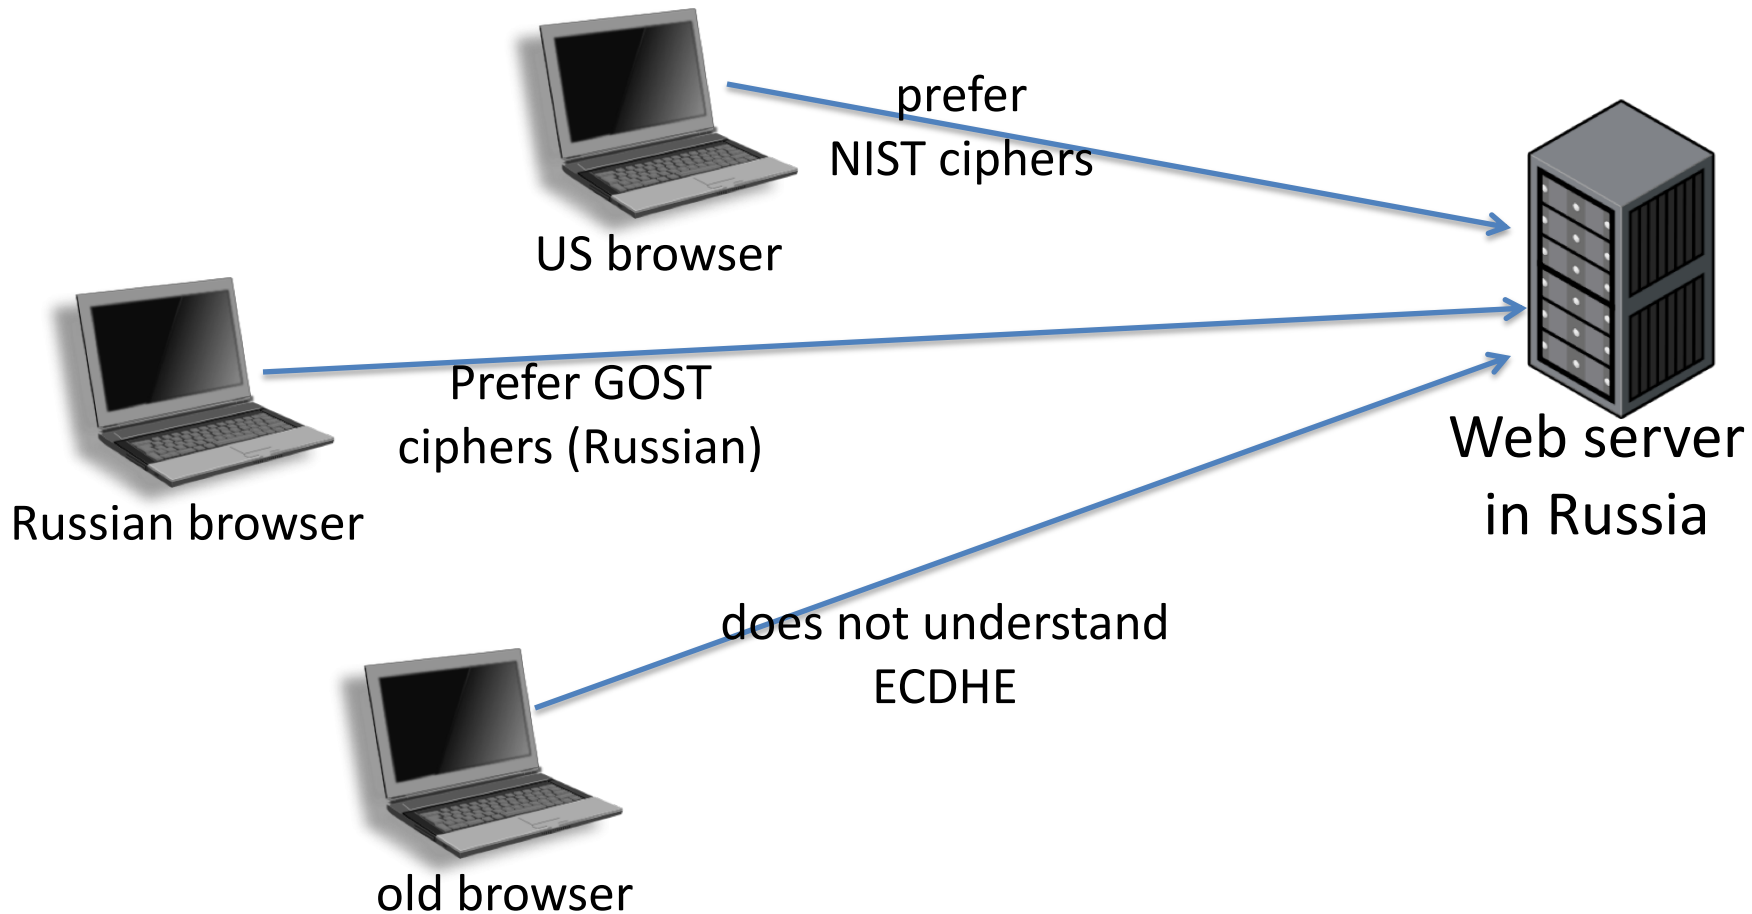 prefer
NIST ciphers
US browser
Prefer GOST
ciphers (Russian)
Russian browser
Web server
in Russia
does not understand
ECDHE
old browser